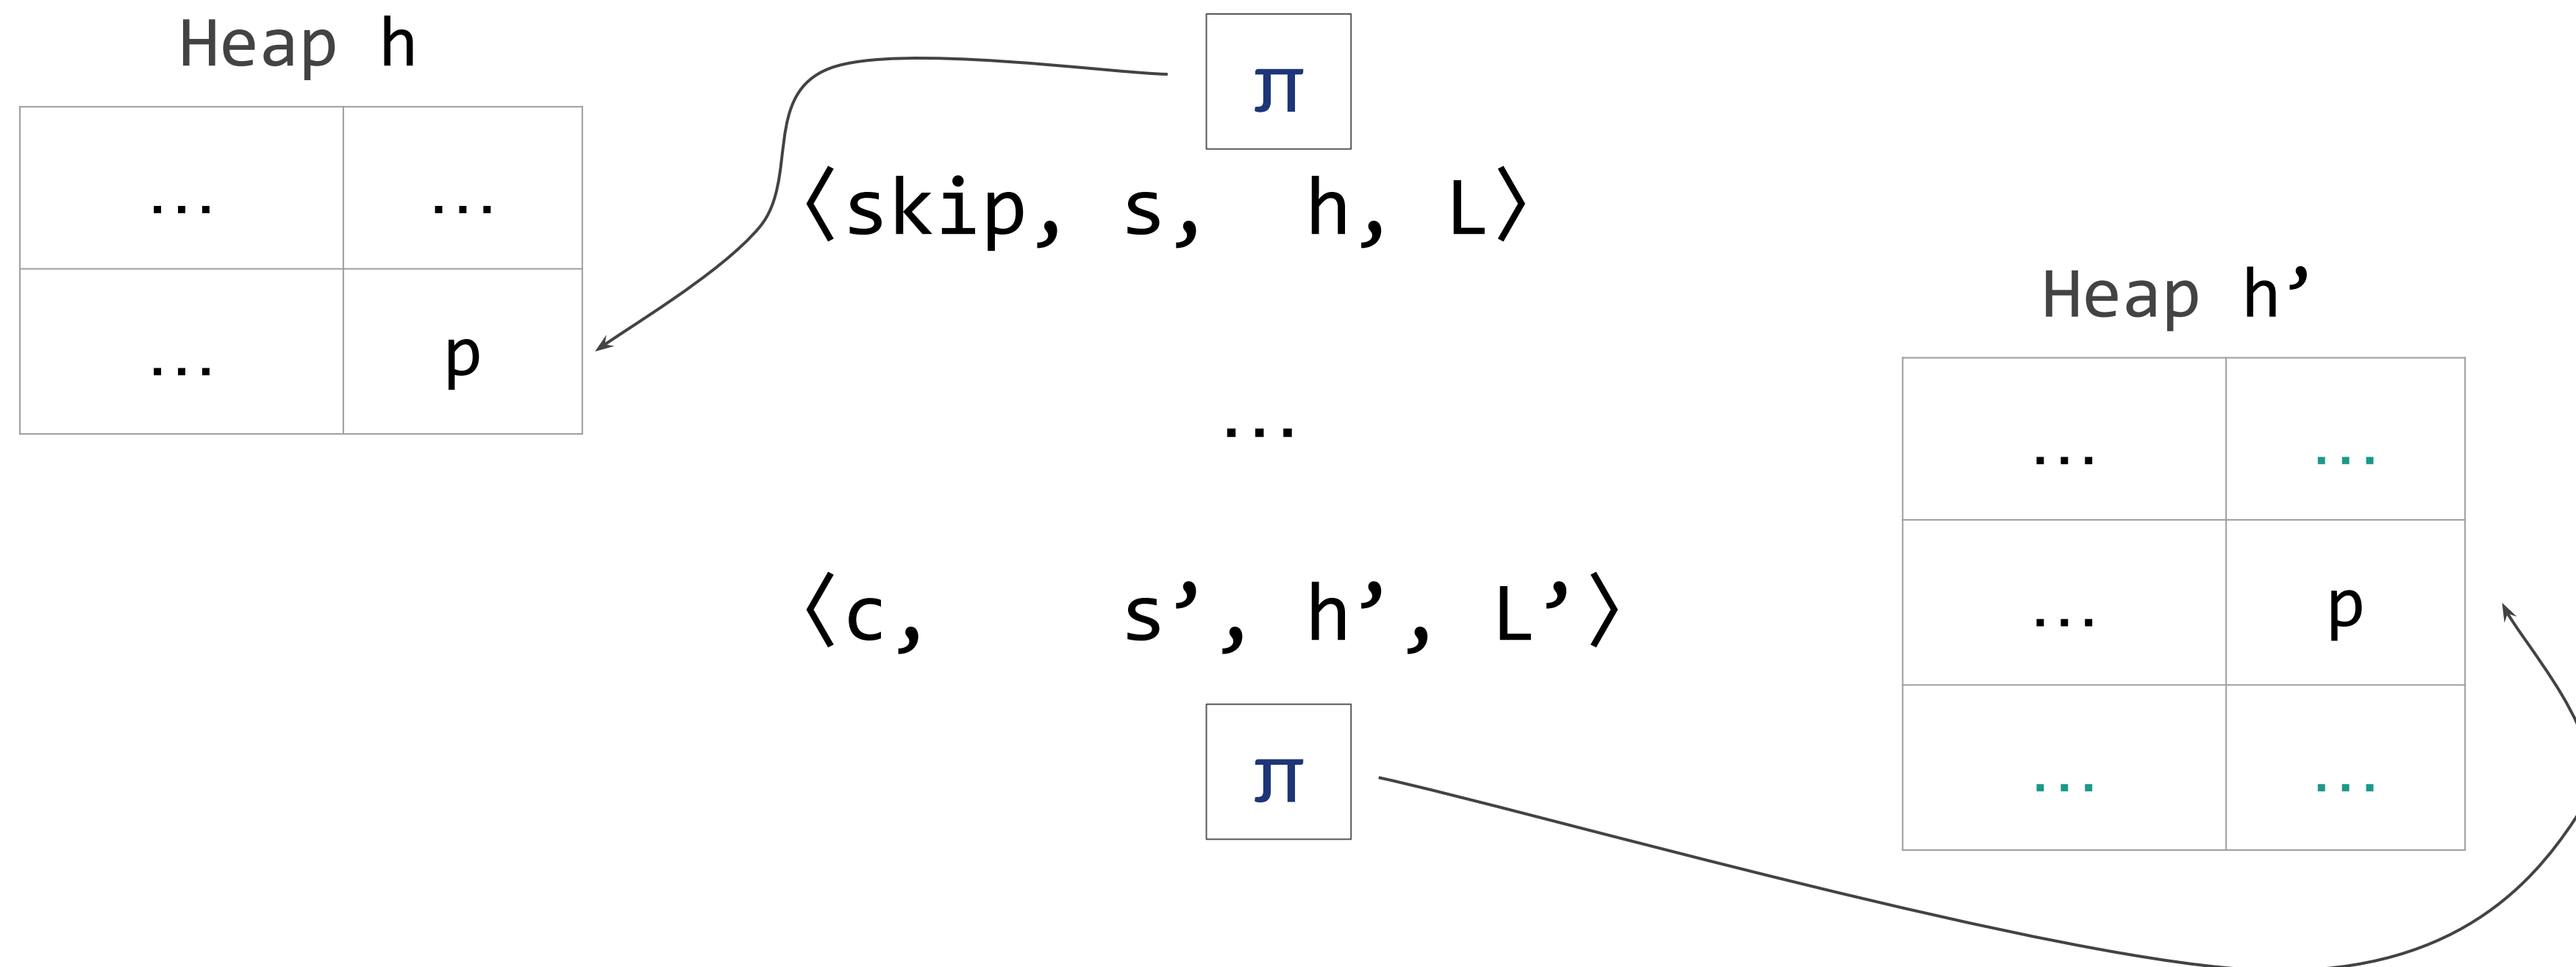 Heap h
… …
… p
π
⟨skip, s, h, L⟩
…
⟨c, s’, h’, L’⟩
π
Heap h’
… …
… p
… …